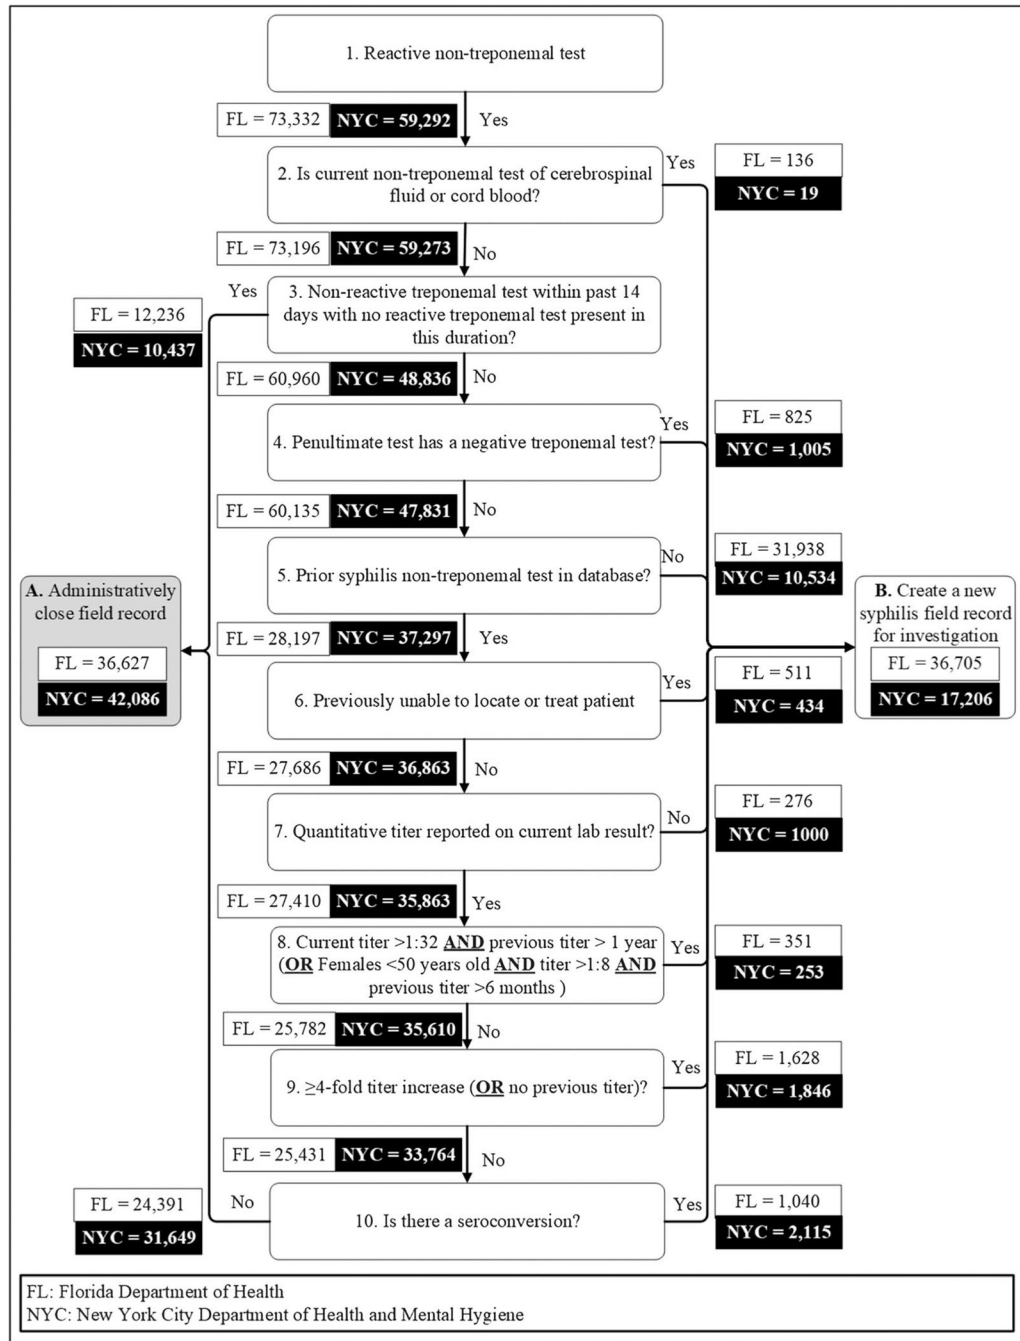 1. Reactive non-treponemal test
FL = 73,332
NYC = 59,292
Yes
2. Is current non-treponemal test of cerebrospinal
fluid or cord blood?
Yes
FL = 136
NYC = 19
FL = 73,196
NYC = 59,273
No
3. Non-reactive treponemal test within past 14
days with no reactive treponemal test present in
this duration?
Yes
FL = 12,236
NYC = 10,437
FL = 60,960
NYC = 48,836
No
4. Penultimate test has a negative treponemal test?
Yes
FL = 825
NYC = 1,005
FL = 60,135
NYC = 47,831
No
5. Prior syphilis non-treponemal test in database?
No
FL = 31,938
NYC = 10,534
A. Administratively
close field record
FL = 36,627
NYC = 42,086
B. Create a new
syphilis field record
for investigation
FL = 36,705
NYC = 17,206
FL = 28,197
NYC = 37,297
Yes
6. Previously unable to locate or treat patient
Yes
FL = 511
NYC = 434
FL = 27,686
NYC = 36,863
No
7. Quantitative titer reported on current lab result?
No
FL = 276
NYC = 1000
FL = 27,410
NYC = 35,863
Yes
8. Current titer >1:32 AND previous titer > 1 year
(OR Females <50 years old AND titer >1:8 AND
previous titer >6 months )
Yes
FL = 351
NYC = 253
FL = 25,782
NYC = 35,610
No
9. ≥4-fold titer increase (OR no previous titer)?
Yes
FL = 1,628
NYC = 1,846
FL = 25,431
NYC = 33,764
No
10. Is there a seroconversion?
No
FL = 24,391
NYC = 31,649
Yes
FL = 1,040
NYC = 2,115
FL: Florida Department of Health
NYC: New York City Department of Health and Mental Hygiene